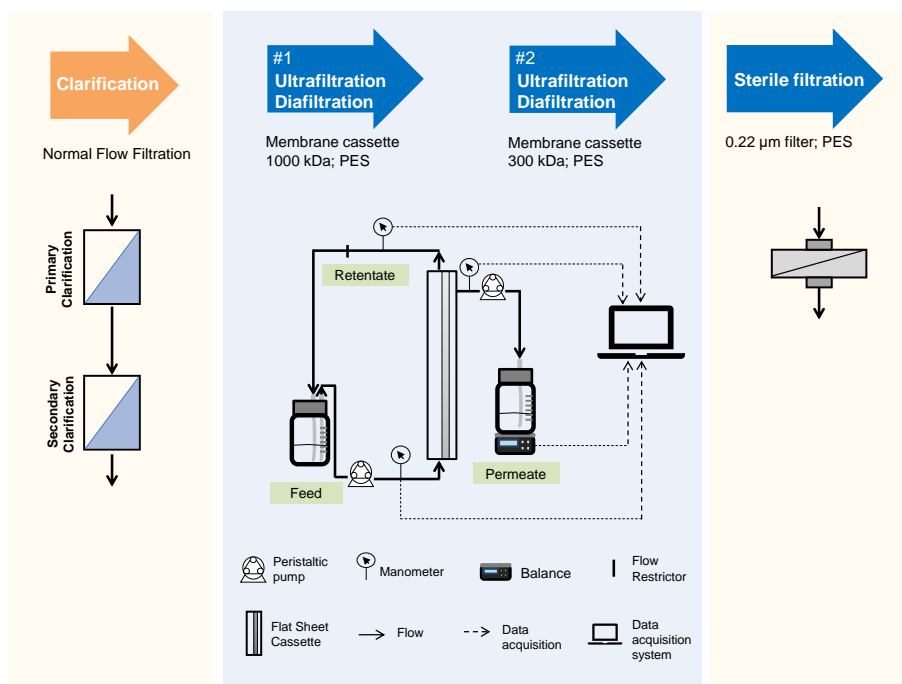 Clarification
Normal Flow Filtration
Primary
Clarification
Secondary
Clarification
#1
Ultrafiltration
Diafiltration
Membrane cassette
1000 kDa; PES
#2
Ultrafiltration
Diafiltration
Membrane cassette
300 kDa; PES
Retentate
Feed
Permeate
Peristaltic
pump
Manometer
Balance
Flow
Restrictor
Flat Sheet
Cassette
Flow
Data
acquisition
Data
acquisition
system
Sterile filtration
0.22 µm filter; PES